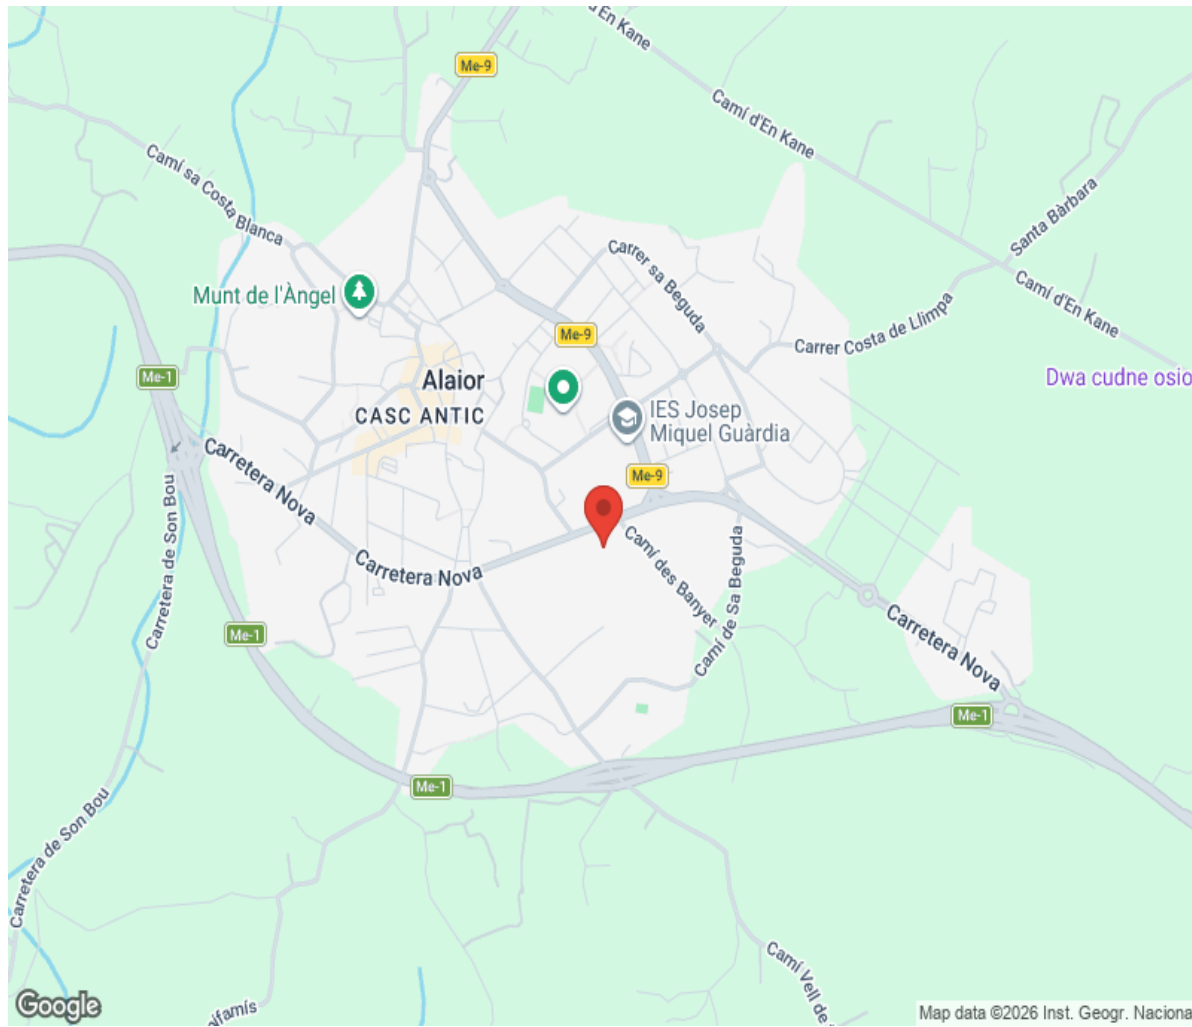 d'En Kane
Me-9
Camí d'En Kane
Camí sa Costa Blanca
Santa Bàrbara
Carrer sa Beguda
Camí d'En Kane
Munt de l'Àngel
Carrer Costa de Llimpa
Me-9
Me-1
Alaior
Dwa cudne osio
CASC ANTIC
IES Josep
Miquel Guàrdia
Me-9
Carretera Nova
Carretera de Son Bou
Camí des Banyer
Carretera Nova
Camí de Sa Beguda
Carretera Nova
Me-1
Me-1
Me-1
Carretera de Son Bou
Camí Vell de
Google
oifamís
Map data ©2026 Inst. Geogr. Naciona